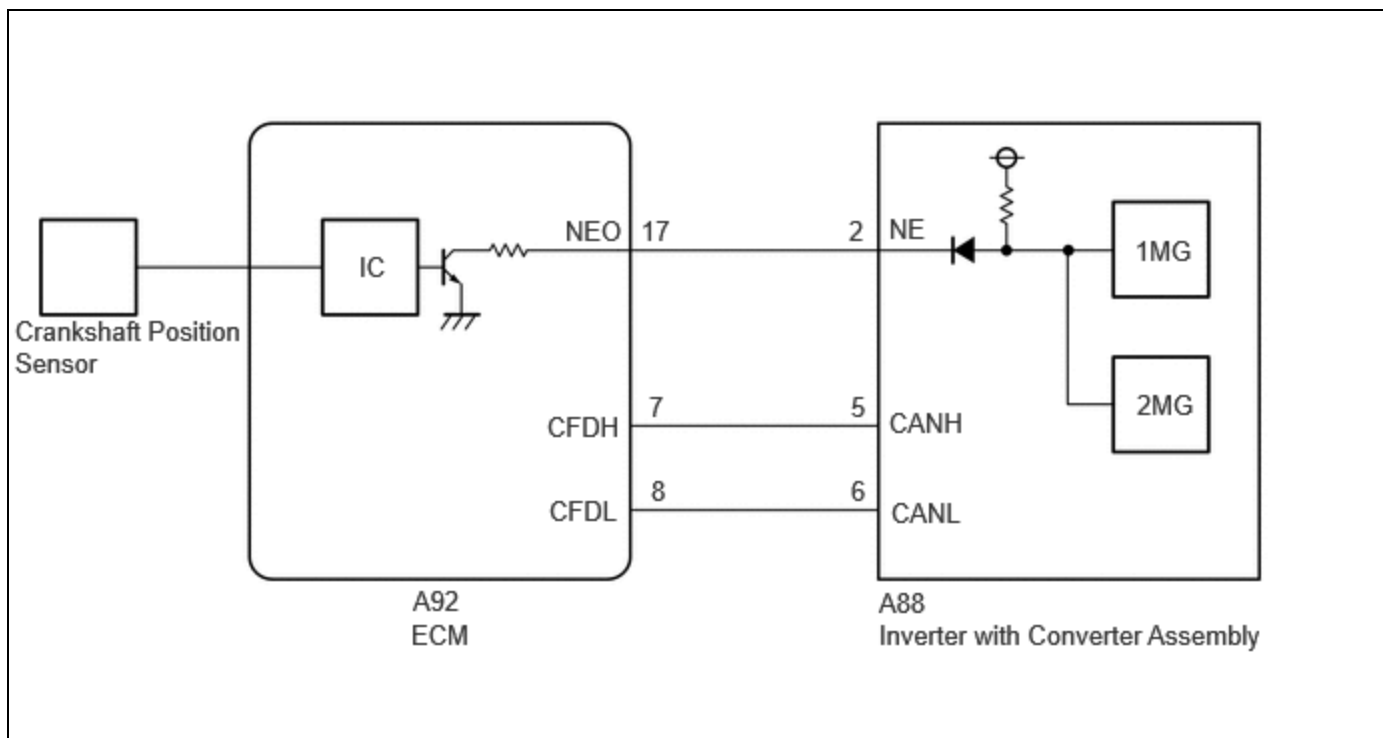 Crankshaft Position
Sensor
IC
NEO
17
2
NE
1MG
2MG
CFDH
7
5
CANH
CFDL
8
6
CANL
A92
ECM
A88
Inverter with Converter Assembly